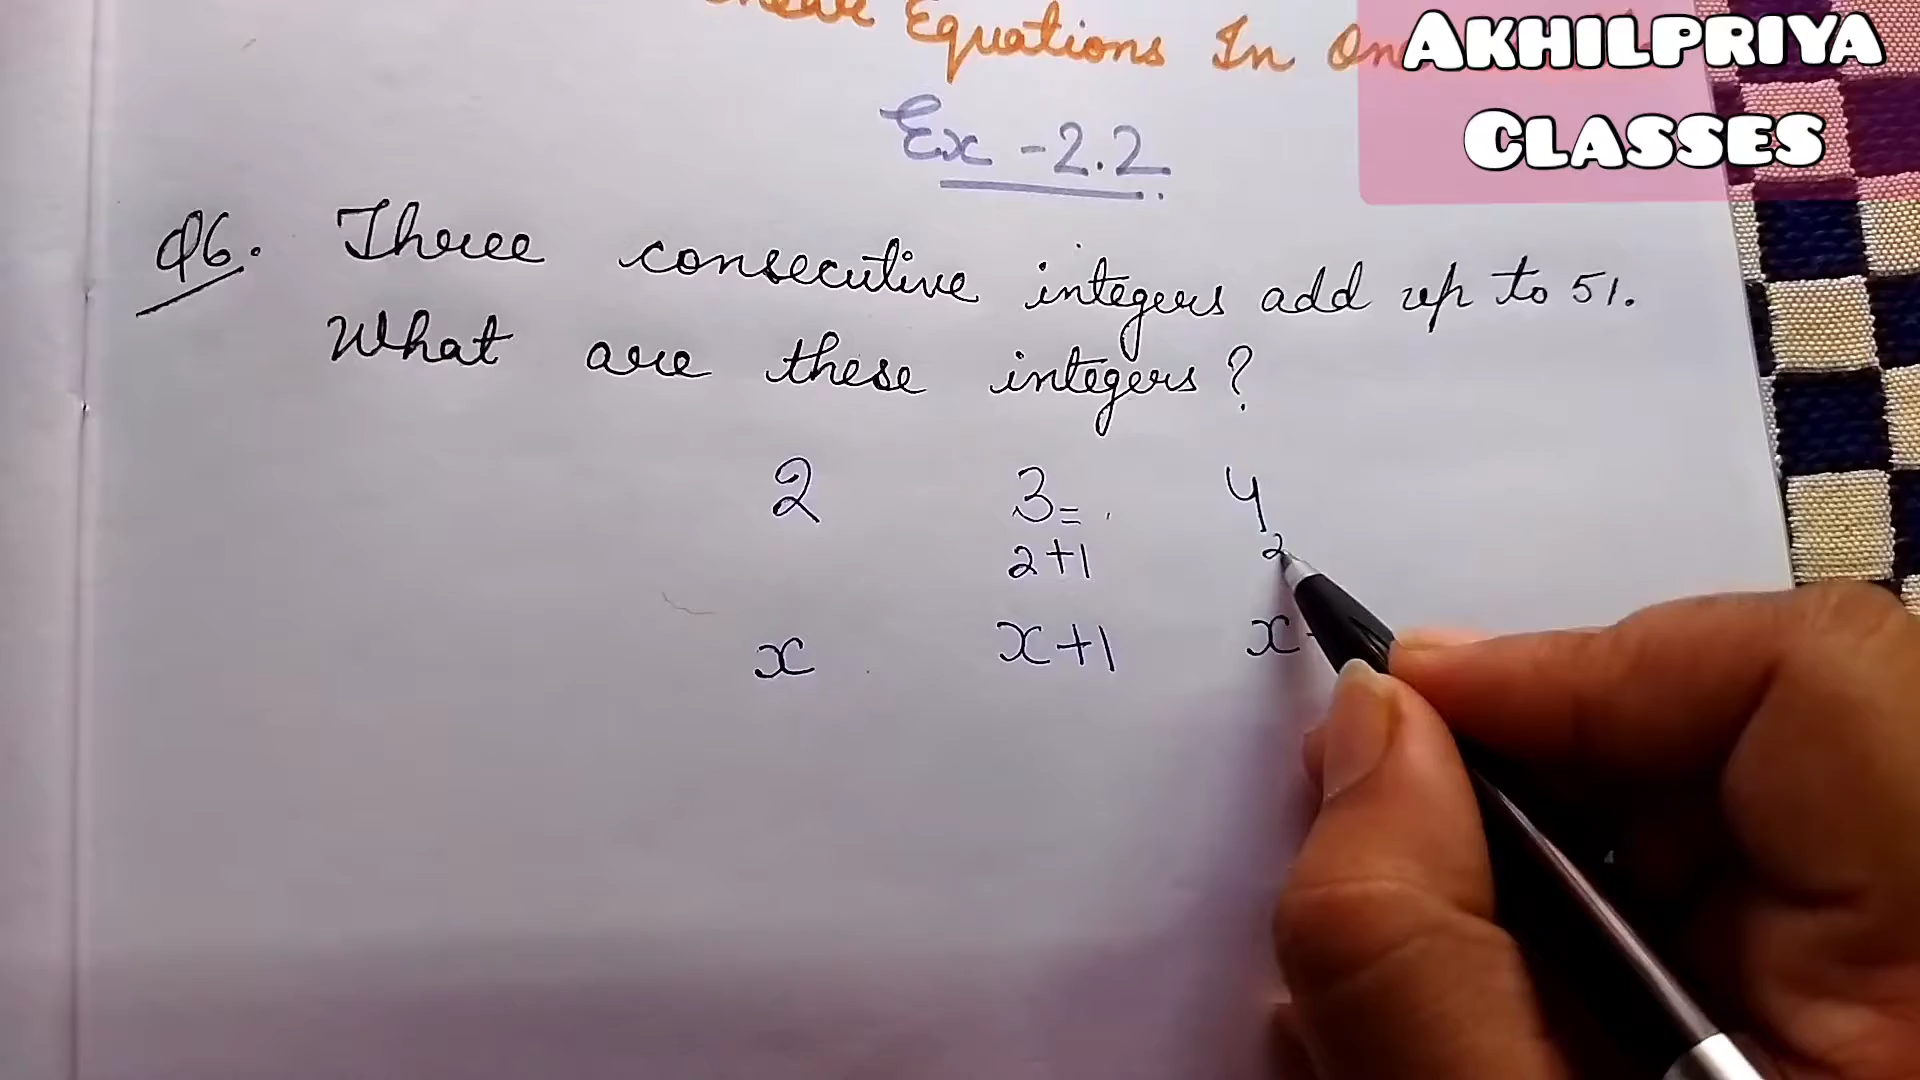 Equations In
AKHILPRIYA
CLASSES
Ex - 2.2.
Q6. Three consecutive integers add up to 51.
What are these integers?
2 3= 4
2+1 2
x x+1 x